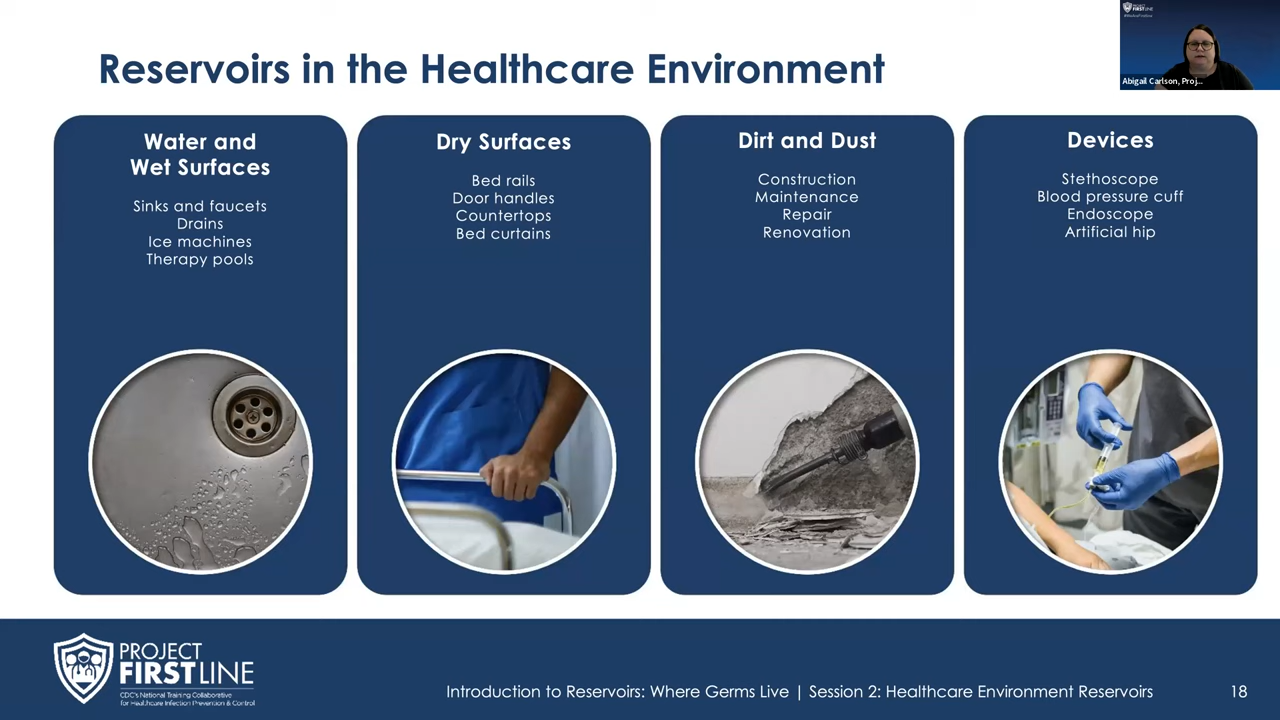 Reservoirs in the Healthcare Environment
PROJECT
FIRSTLINE
Abigail Carlson, Proj...
Water and
Wet Surfaces
Sinks and faucets
Drains
Ice machines
Therapy pools
Dry Surfaces
Bed rails
Door handles
Countertops
Bed curtains
Dirt and Dust
Construction
Maintenance
Repair
Renovation
Devices
Stethoscope
Blood pressure cuff
Endoscope
Artificial hip
PROJECT
FIRSTLINE
CDC's National Training Collaborative
for Healthcare Infection Prevention & Control
Introduction to Reservoirs: Where Germs Live | Session 2: Healthcare Environment Reservoirs
18